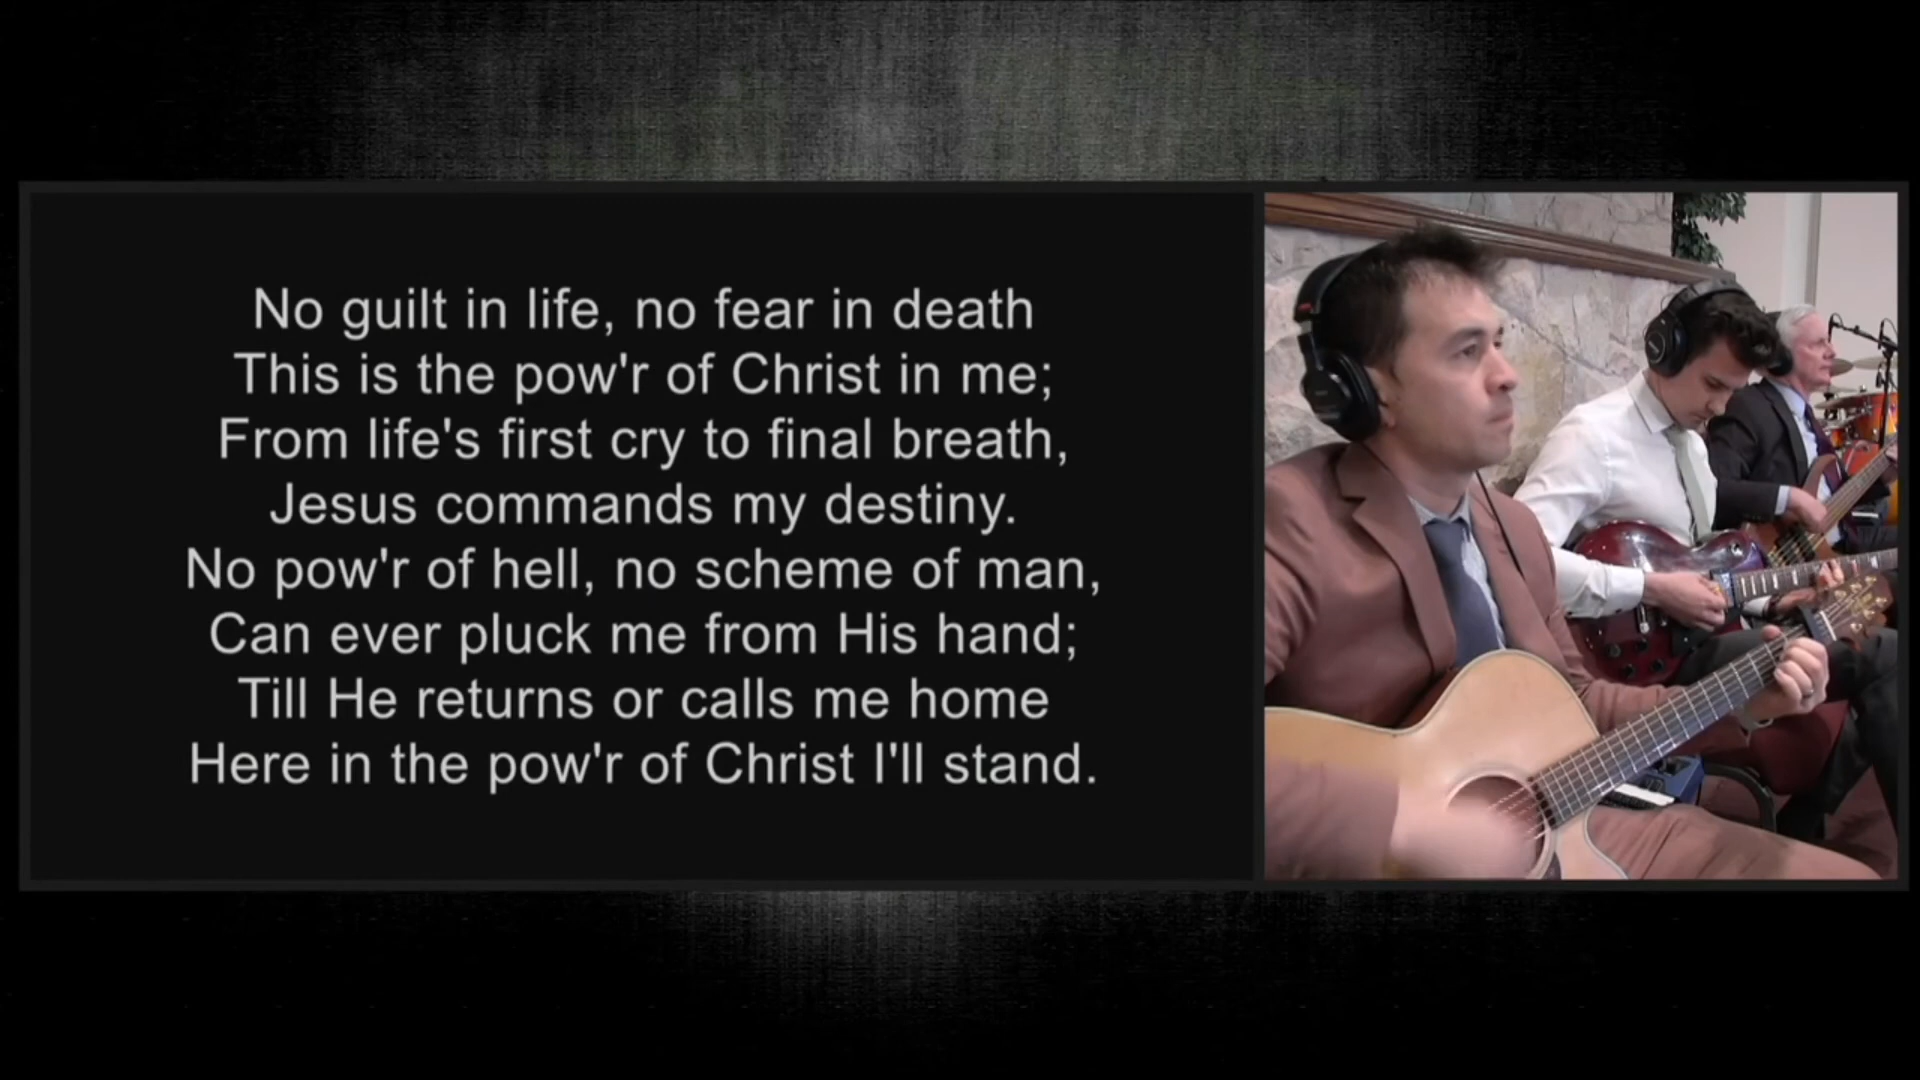 No guilt in life, no fear in death
This is the pow'r of Christ in me;
From life's first cry to final breath,
Jesus commands my destiny.
No pow'r of hell, no scheme of man,
Can ever pluck me from His hand;
Till He returns or calls me home
Here in the pow'r of Christ I'll stand.